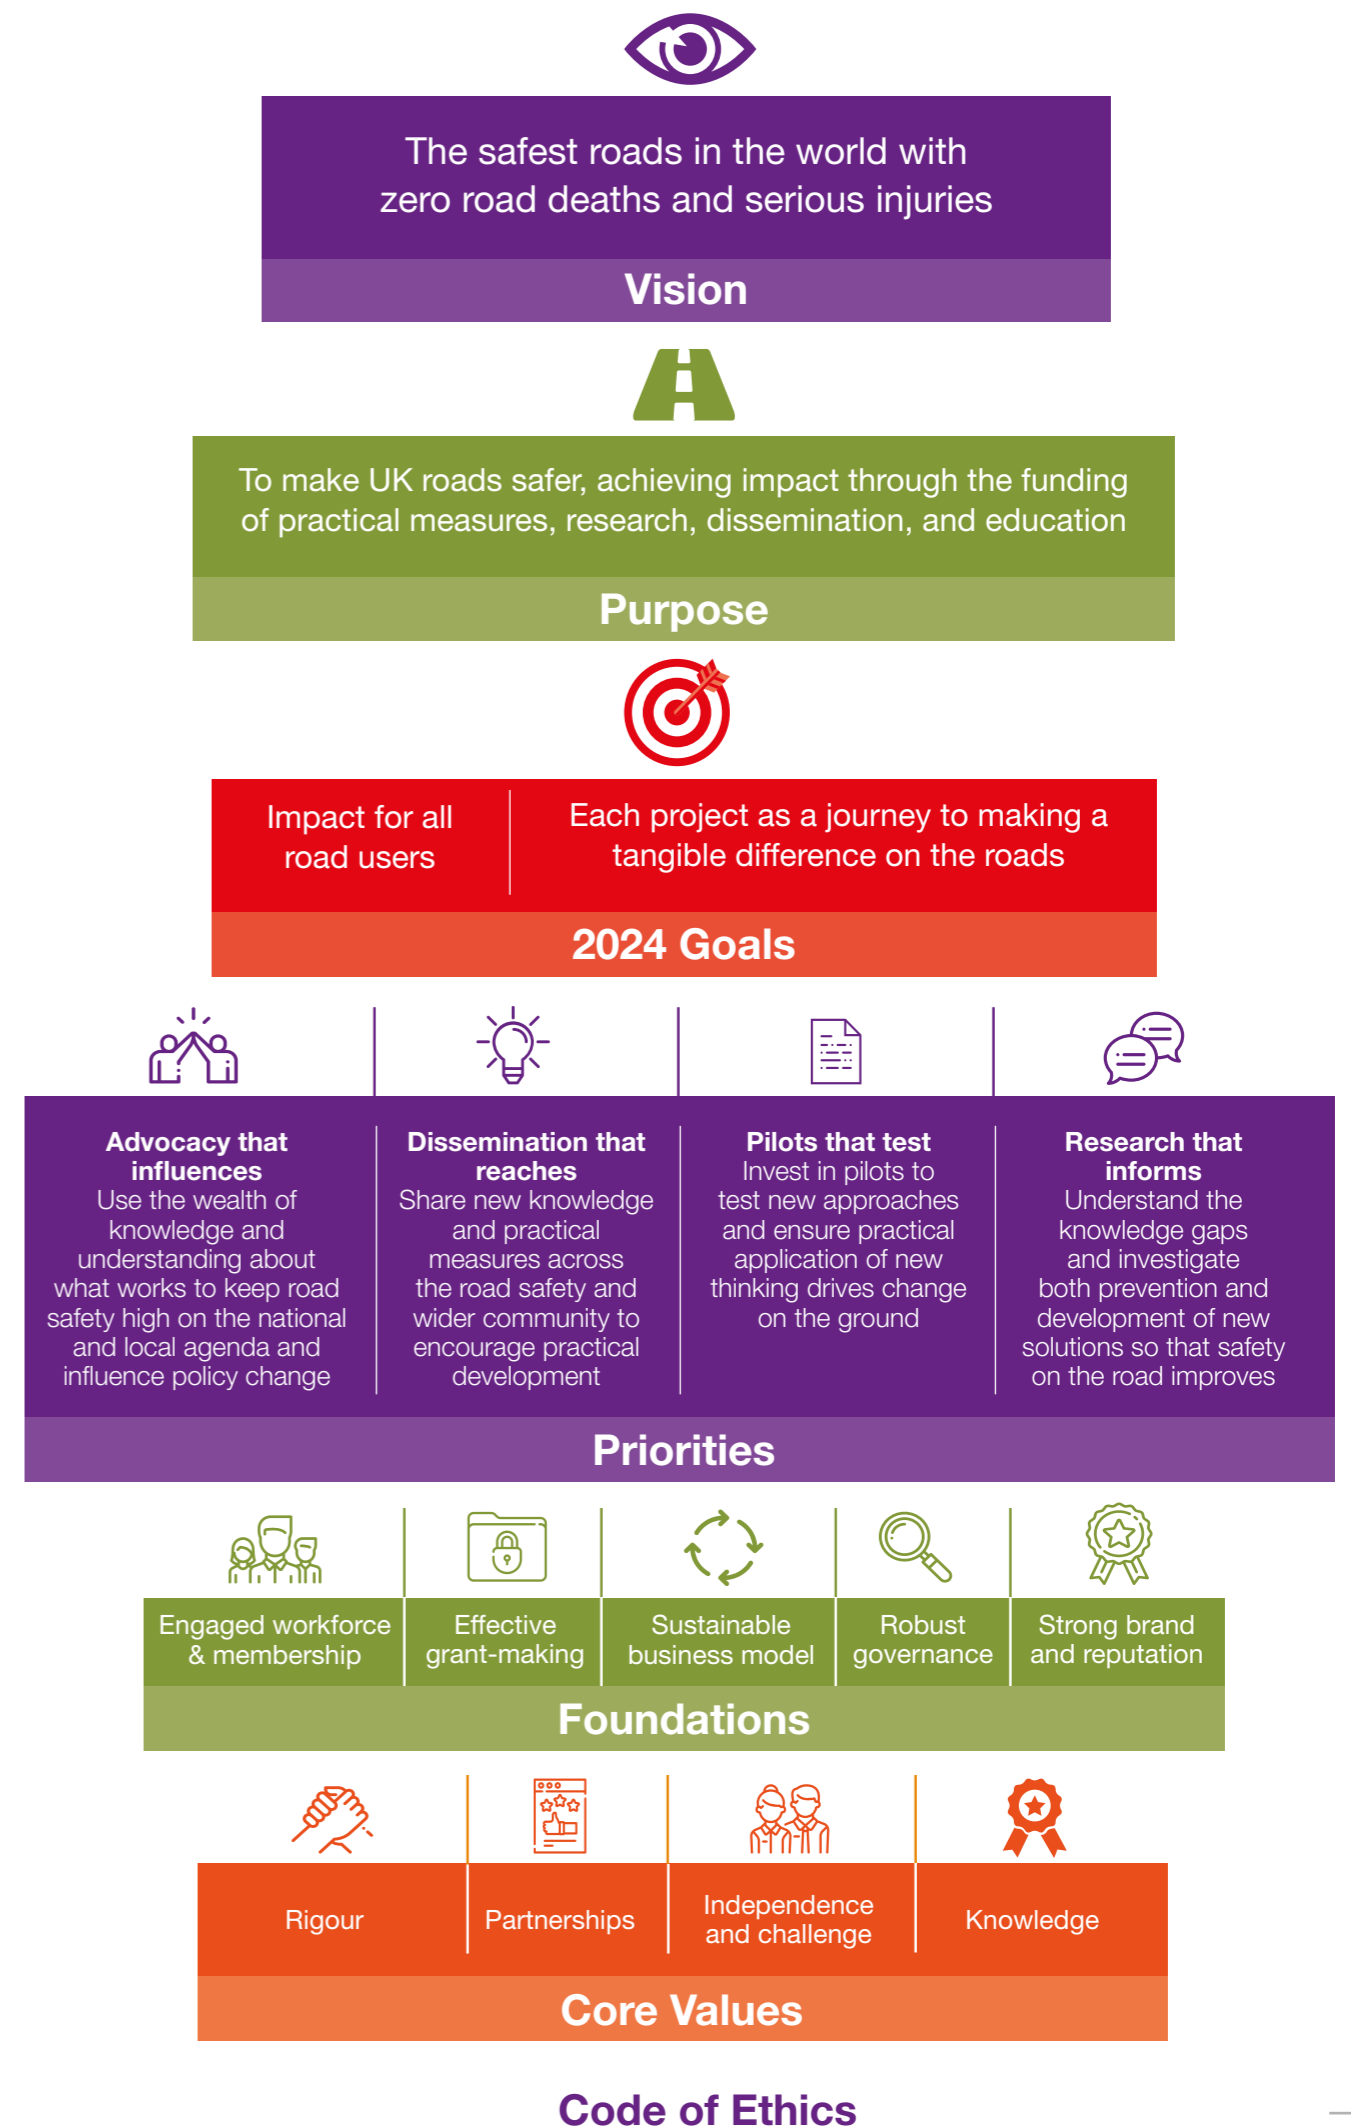 The safest roads in the world with
zero road deaths and serious injuries
Vision
To make UK roads safer, achieving impact through the funding
of practical measures, research, dissemination, and education
Purpose
Impact for all
road users
Each project as a journey to making a
tangible difference on the roads
2024 Goals
Advocacy that
influences
Use the wealth of
knowledge and
understanding about
what works to keep road
safety high on the national
and local agenda and
influence policy change
Dissemination that
reaches
Share new knowledge
and practical
measures across
the road safety and
wider community to
encourage practical
development
Pilots that test
Invest in pilots to
test new approaches
and ensure practical
application of new
thinking drives change
on the ground
Research that
informs
Understand the
knowledge gaps
and investigate
both prevention and
development of new
solutions so that safety
on the road improves
Priorities
Engaged workforce
& membership
Effective
grant-making
Sustainable
business model
Robust
governance
Strong brand
and reputation
Foundations
Rigour
Partnerships
Independence
and challenge
Knowledge
Core Values
Code of Ethics